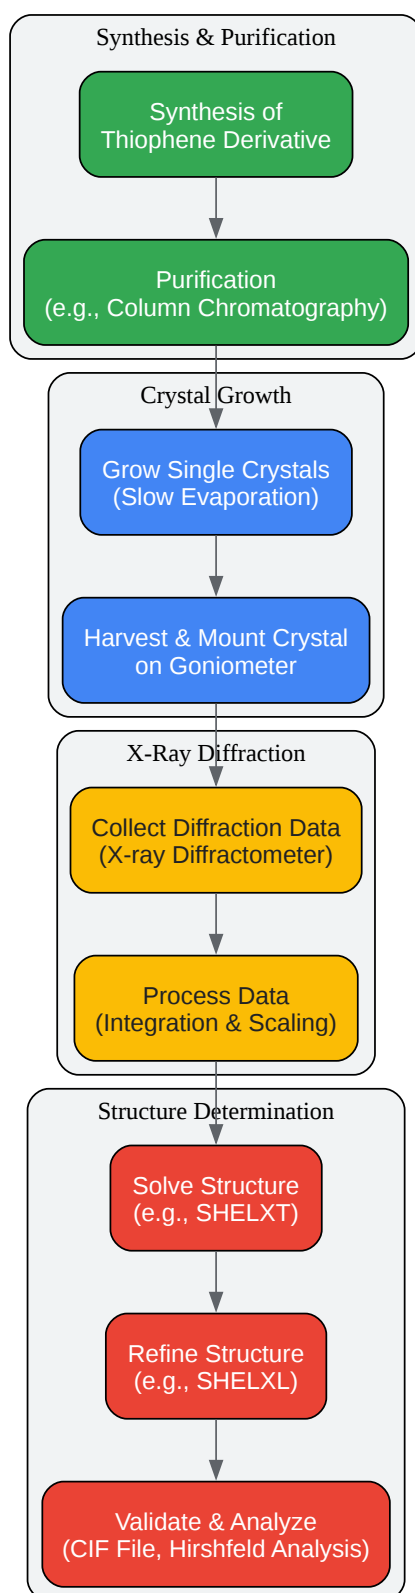 Synthesis & Purification
Synthesis of
Thiophene Derivative
Purification
(e.g., Column Chromatography)
Crystal Growth
Grow Single Crystals
(Slow Evaporation)
Harvest & Mount Crystal
on Goniometer
X-Ray Diffraction
Collect Diffraction Data
(X-ray Diffractometer)
Process Data
(Integration & Scaling)
Structure Determination
Solve Structure
(e.g., SHELXT)
Refine Structure
(e.g., SHELXL)
Validate & Analyze
(CIF File, Hirshfeld Analysis)